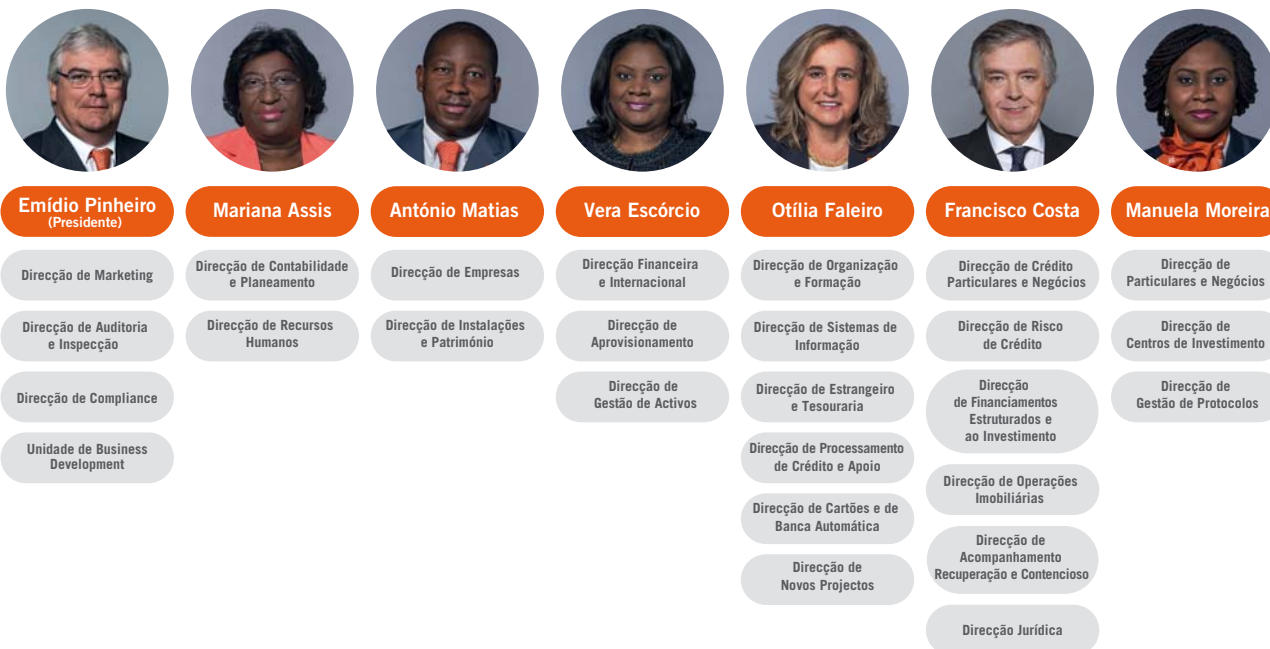 Emídio Pinheiro
(Presidente)
Direcção de Marketing
Direcção de Auditoria
e Inspecção
Direcção de Compliance
Unidade de Business
Development
Mariana Assis
Direcção de Contabilidade
e Planeamento
Direcção de Recursos
Humanos
António Matias
Direcção de Empresas
Direcção de Instalações
e Património
Vera Escórcio
Direcção Financeira
e Internacional
Direcção de
Aprovisionamento
Direcção de
Gestão de Activos
Otília Faleiro
Direcção de Organização
e Formação
Direcção de Sistemas de
Informação
Direcção de Estrangeiro
e Tesouraria
Direcção de Processamento
de Crédito e Apoio
Direcção de Cartões e de
Banca Automática
Direcção de
Novos Projectos
Francisco Costa
Direcção de Crédito
Particulares e Negócios
Direcção de Risco
de Crédito
Direcção
de Financiamentos
Estruturados e
ao Investimento
Direcção de Operações
Imobiliárias
Direcção de
Acompanhamento
Recuperação e Contencioso
Direcção Jurídica
Manuela Moreira
Direcção de
Particulares e Negócios
Direcção de
Centros de Investimento
Direcção de
Gestão de Protocolos